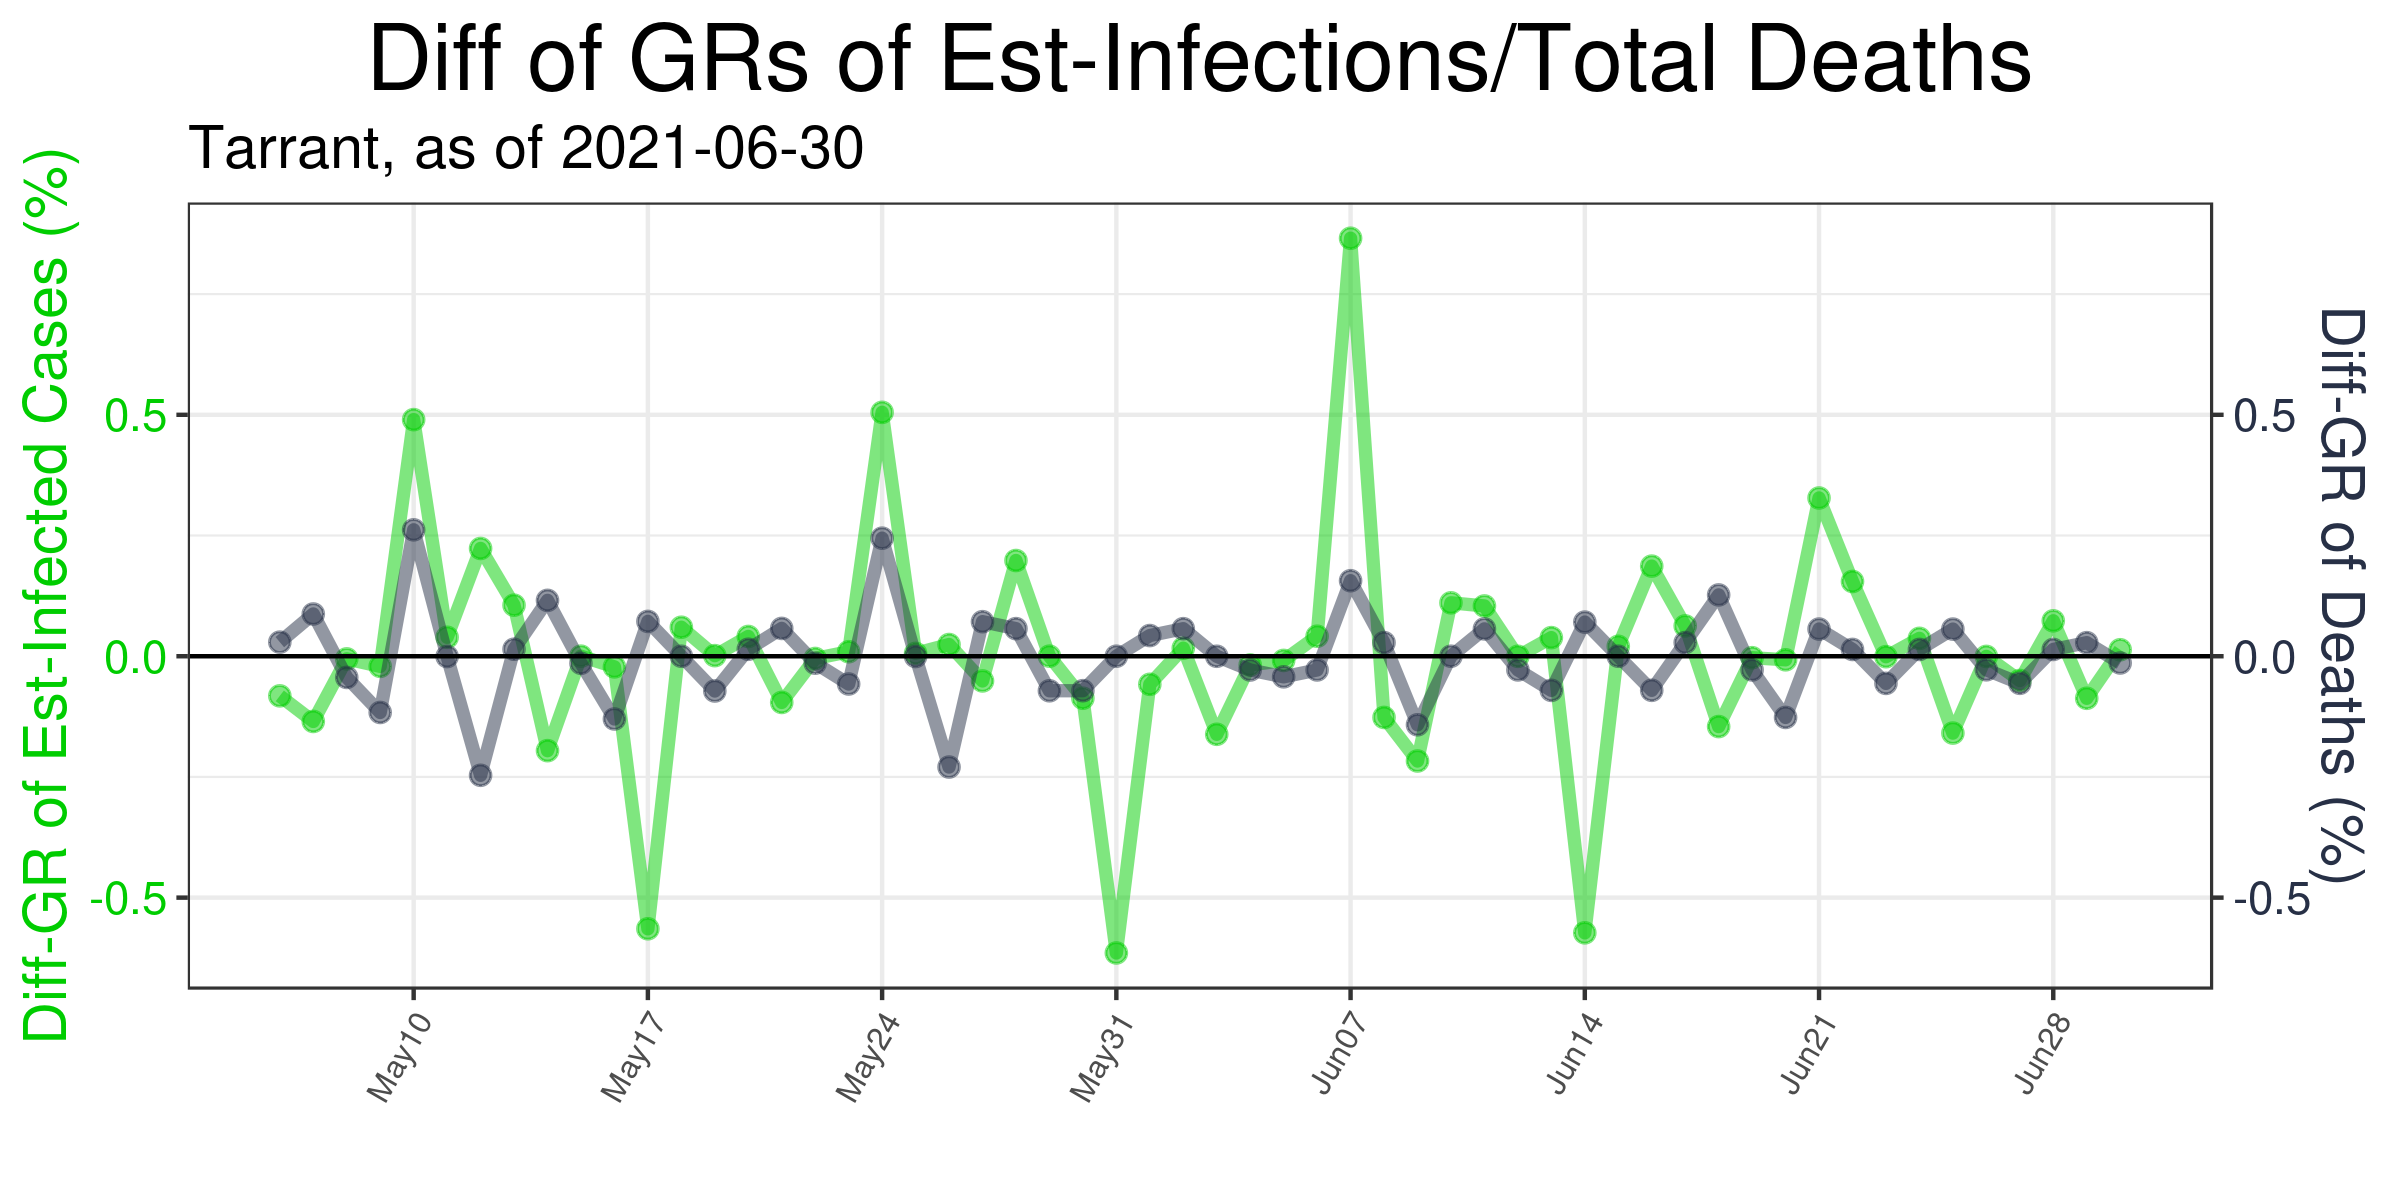 Diff of GRs of Est-Infections/Total Deaths
Tarrant, as of 2021-06-30
Diff-GR of Est-Infected Cases (%)
0.5
0.0
-0.5
0.5
0.0
-0.5
Diff-GR of Deaths (%)
May10
May17
May24
May31
Jun07
Jun14
Jun21
Jun28